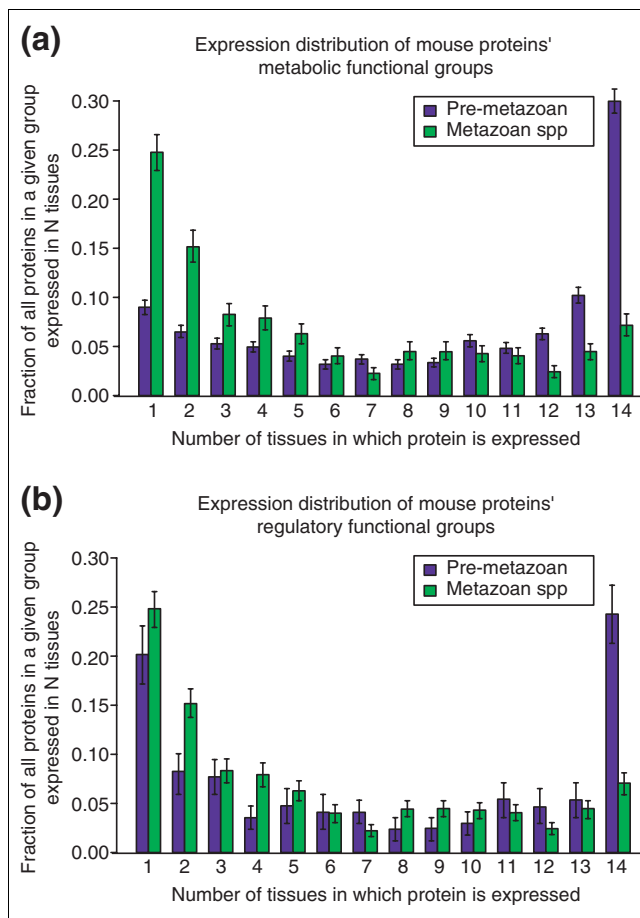 (a)
Expression distribution of mouse proteins'
metabolic functional groups
Fraction of all proteins in a given group
expressed in N tissues
0.30
0.25
0.20
0.15
0.10
0.05
0.00
Pre-metazoan
Metazoan spp
1 2 3 4 5 6 7 8 9 10 11 12 13 14
Number of tissues in which protein is expressed
(b)
Expression distribution of mouse proteins'
regulatory functional groups
Fraction of all proteins in a given group
expressed in N tissues
0.30
0.25
0.20
0.15
0.10
0.05
0.00
Pre-metazoan
Metazoan spp
1 2 3 4 5 6 7 8 9 10 11 12 13 14
Number of tissues in which protein is expressed